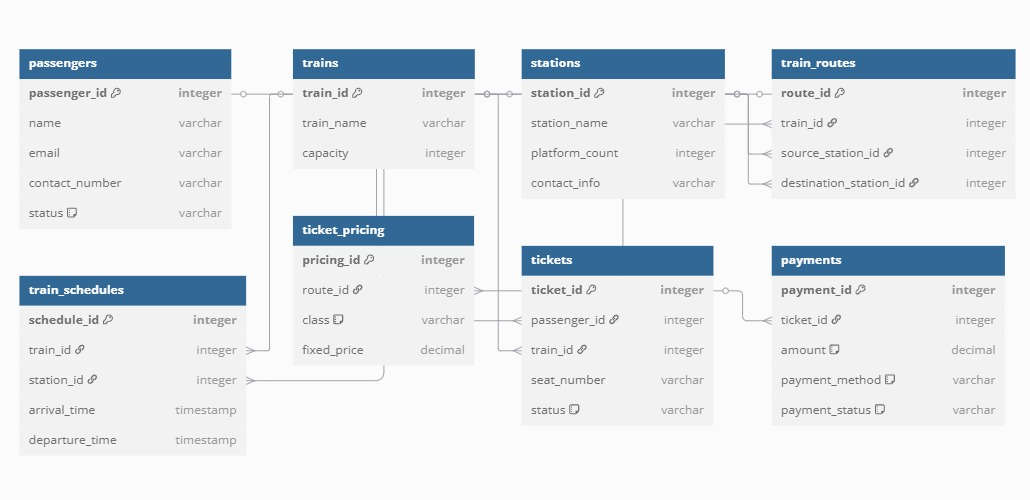 passengers
passenger_id integer
name varchar
email varchar
contact_number varchar
status varchar
trains
train_id integer
train_name varchar
capacity integer
stations
station_id integer
station_name varchar
platform_count integer
contact_info varchar
train_routes
route_id integer
train_id integer
source_station_id integer
destination_station_id integer
ticket_pricing
pricing_id integer
route_id integer
class varchar
fixed_price decimal
train_schedules
schedule_id integer
train_id integer
station_id integer
arrival_time timestamp
departure_time timestamp
tickets
ticket_id integer
passenger_id integer
train_id integer
seat_number varchar
status varchar
payments
payment_id integer
ticket_id integer
amount decimal
payment_method varchar
payment_status varchar